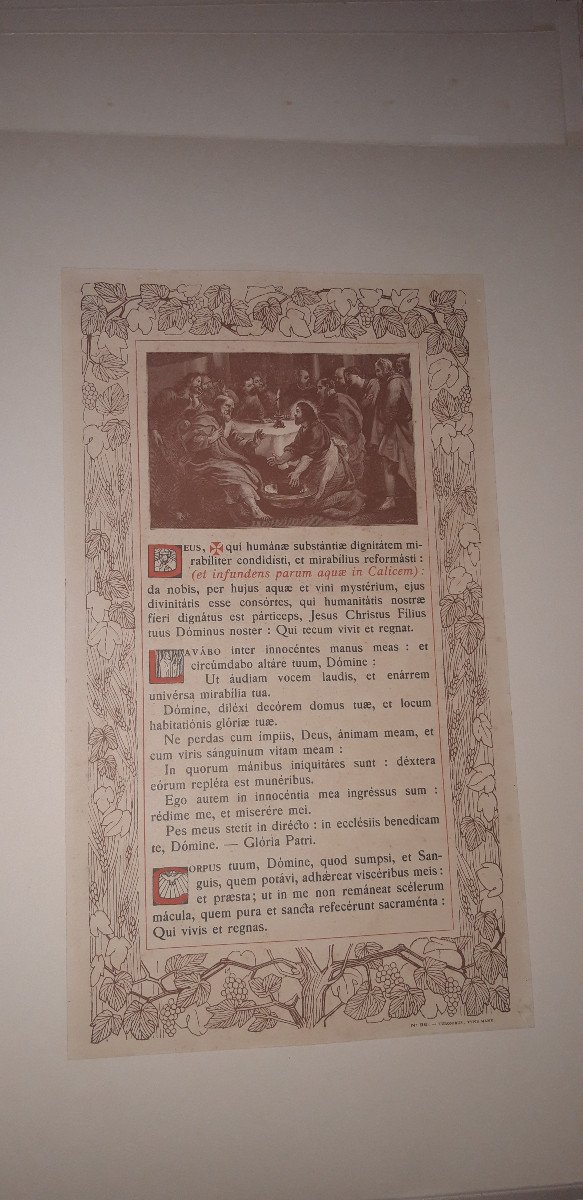 DEUS, ✠ qui humánæ substántiæ dignitátem mi-
rabíliter condidísti, et mirabílius reformásti :
(et infundens parum aquæ in Calicem) :
da nobis, per hujus aquæ et vini mystérium, ejus
divinitátis esse consórtes, qui humanitátis nostræ
fíeri dignátus est párticeps, Jesus Christus Fílius
tuus Dóminus noster : Qui tecum vivit et regnat.
LAVÁBO inter innocéntes manus meas : et
circúmdabo altáre tuum, Dómine :
Ut áudiam vocem laudis, et enárrem
univérsa mirabília tua.
Dómine, diléxi decórem domus tuæ, et locum
habitatiónis glóriæ tuæ.
Ne perdas cum ímpiis, Deus, ánimam meam, et
cum viris sánguinum vitam meam :
In quorum mánibus iniquitátes sunt : déxtera
eórum repléta est munéribus.
Ego autem in innocéntia mea ingréssus sum :
rédime me, et miserére mei.
Pes meus stetit in dirécto : in ecclésiis benedícam
te, Dómine. — Glória Patri.
CORPUS tuum, Dómine, quod sumpsi, et San-
guis, quem potávi, adhǽreat viscéribus meis :
et præsta; ut in me non remáneat scélerum
mácula, quem pura et sancta refecérunt sacraménta :
Qui vivis et regnas.